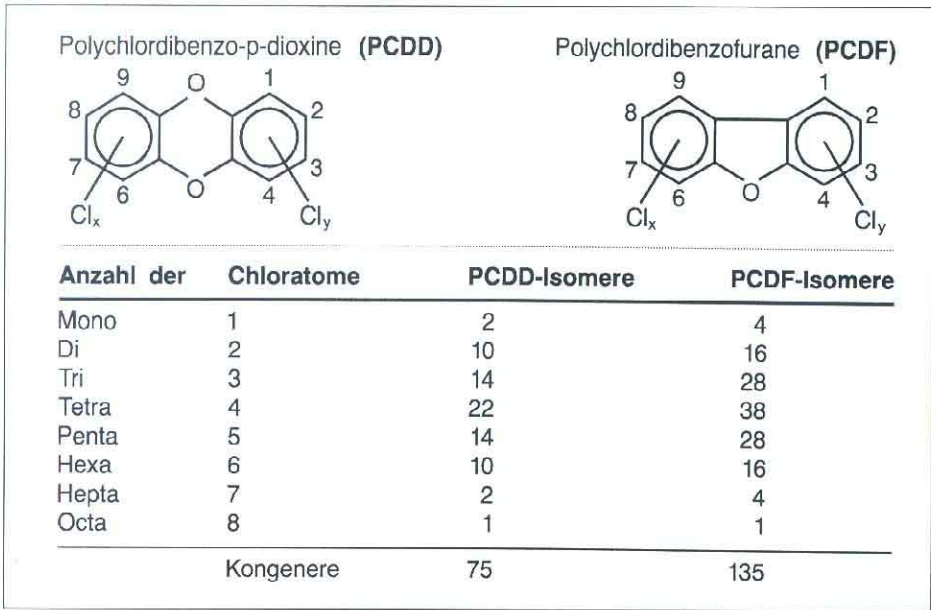 Polychlordibenzo-p-dioxine (PCDD)
Polychlordibenzofurane (PCDF)
9 O 1
8 2
7 3
6 O 4
Clx Cly
9 1
8 2
7 3
6 O 4
Clx Cly
Anzahl der Chloratome PCDD-Isomere PCDF-Isomere
Mono 1 2 4
Di 2 10 16
Tri 3 14 28
Tetra 4 22 38
Penta 5 14 28
Hexa 6 10 16
Hepta 7 2 4
Octa 8 1 1
Kongenere 75 135